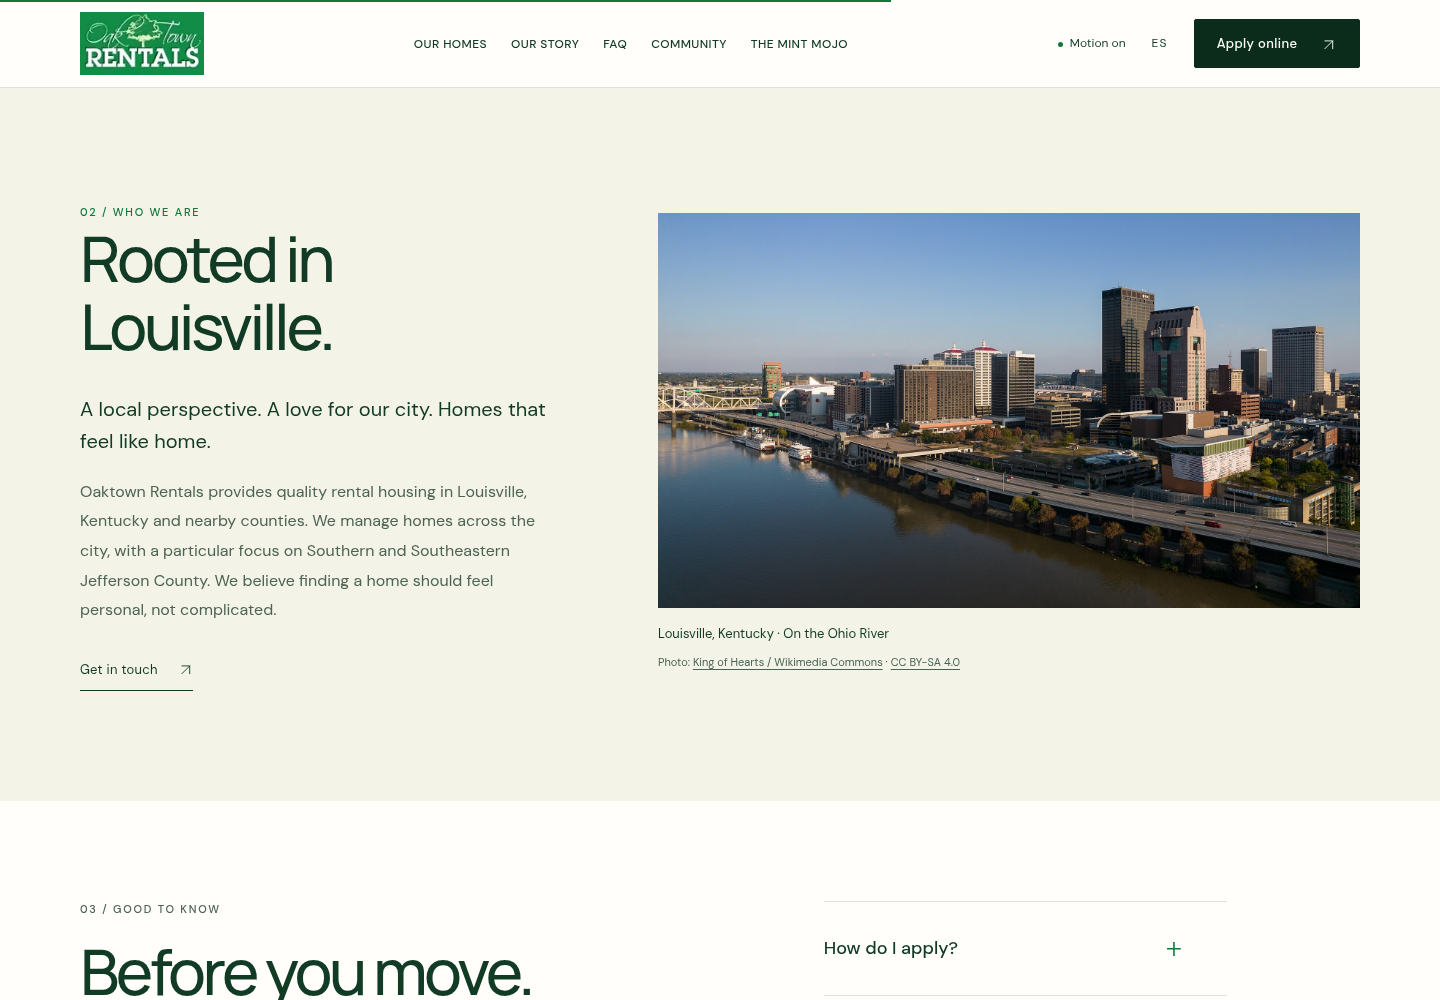 Oak Town
RENTALS
OUR HOMES
OUR STORY
FAQ
COMMUNITY
THE MINT MOJO
Motion on
ES
Apply online
02 / WHO WE ARE
Rooted in
Louisville.
A local perspective. A love for our city. Homes that
feel like home.
Oaktown Rentals provides quality rental housing in Louisville,
Kentucky and nearby counties. We manage homes across the
city, with a particular focus on Southern and Southeastern
Jefferson County. We believe finding a home should feel
personal, not complicated.
Get in touch
Louisville, Kentucky · On the Ohio River
Photo: King of Hearts / Wikimedia Commons · CC BY-SA 4.0
03 / GOOD TO KNOW
Before you move.
How do I apply?